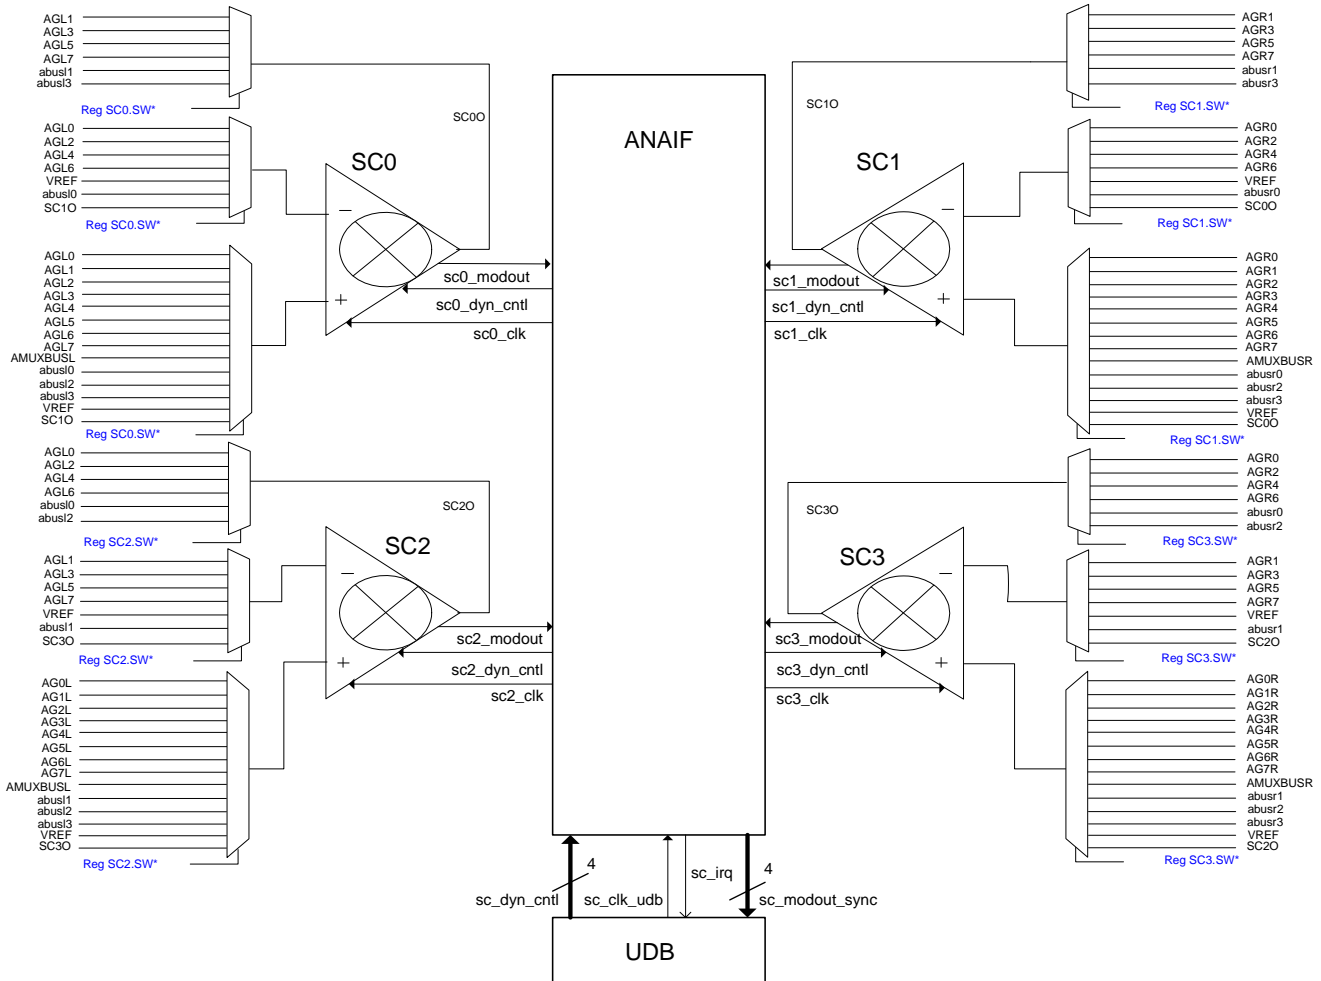 AGL1
AGL3
AGL5
AGL7
abusl1
abusl3
Reg SC0.SW*
AGL0
AGL2
AGL4
AGL6
VREF
abusl0
SC1O
Reg SC0.SW*
AGL0
AGL1
AGL2
AGL3
AGL4
AGL5
AGL6
AGL7
AMUXBUSL
abusl0
abusl2
abusl3
VREF
SC1O
Reg SC0.SW*
SC0O
SC0
−
+
sc0_modout
sc0_dyn_cntl
sc0_clk
AGL0
AGL2
AGL4
AGL6
abusl0
abusl2
Reg SC2.SW*
AGL1
AGL3
AGL5
AGL7
VREF
abusl1
SC3O
Reg SC2.SW*
AG0L
AG1L
AG2L
AG3L
AG4L
AG5L
AG6L
AG7L
AMUXBUSL
abusl1
abusl2
abusl3
VREF
SC3O
Reg SC2.SW*
SC2O
SC2
−
+
sc2_modout
sc2_dyn_cntl
sc2_clk
ANAIF
AGR1
AGR3
AGR5
AGR7
abusr1
abusr3
Reg SC1.SW*
AGR0
AGR2
AGR4
AGR6
VREF
abusr0
SC0O
Reg SC1.SW*
AGR0
AGR1
AGR2
AGR3
AGR4
AGR5
AGR6
AGR7
AMUXBUSR
abusr0
abusr2
abusr3
VREF
SC0O
Reg SC1.SW*
SC1O
SC1
−
+
sc1_modout
sc1_dyn_cntl
sc1_clk
AGR0
AGR2
AGR4
AGR6
abusr0
abusr2
Reg SC3.SW*
AGR1
AGR3
AGR5
AGR7
VREF
abusr1
SC2O
Reg SC3.SW*
AG0R
AG1R
AG2R
AG3R
AG4R
AG5R
AG6R
AG7R
AMUXBUSR
abusr1
abusr2
abusr3
VREF
SC2O
Reg SC3.SW*
SC3O
SC3
−
+
sc3_modout
sc3_dyn_cntl
sc3_clk
4
sc_dyn_cntl
sc_clk_udb
sc_irq
4
sc_modout_sync
UDB